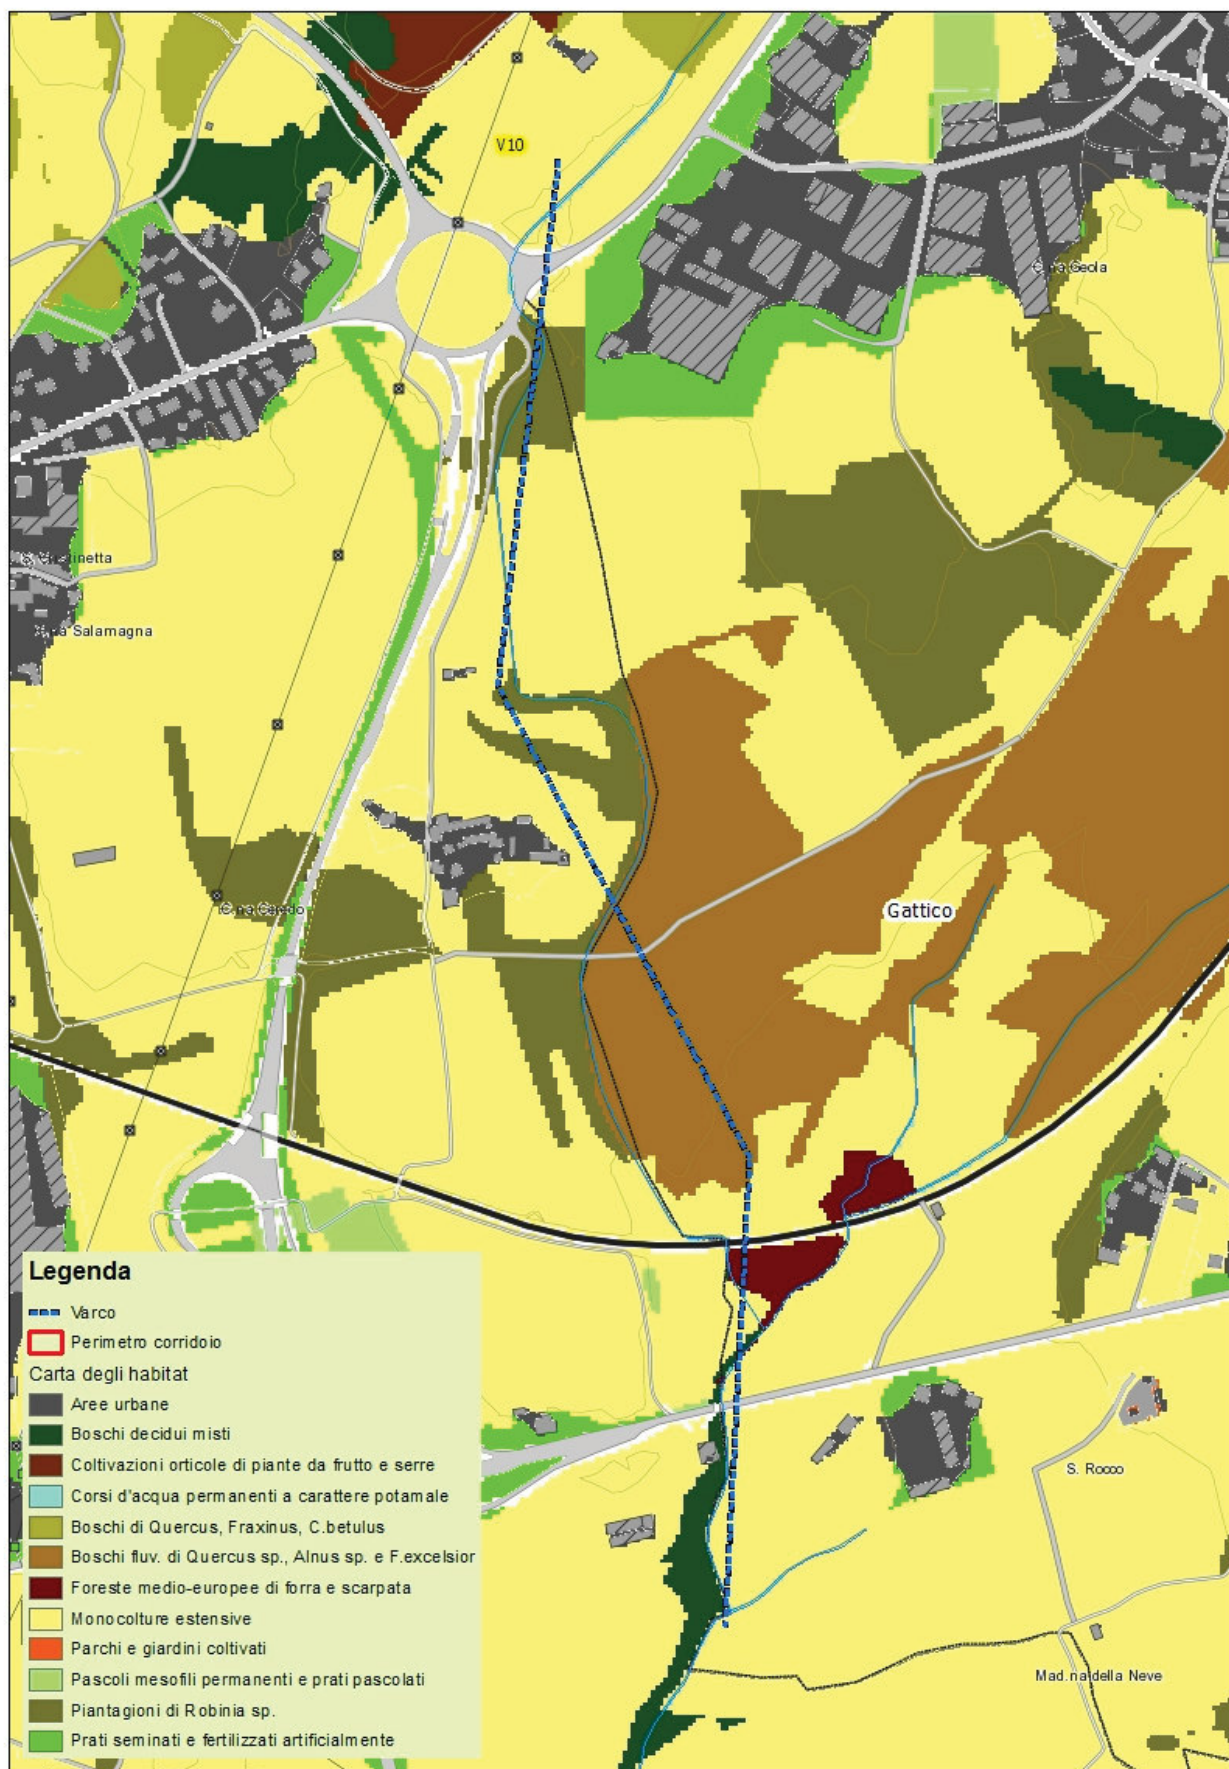 V10
C.na Geola
S. Cristinetta
C.na Salamagna
C.na Caredo
Gattico
Legenda
Varco
Perimetro corridoio
Carta degli habitat
Aree urbane
Boschi decidui misti
Coltivazioni orticole di piante da frutto e serre
Corsi d'acqua permanenti a carattere potamale
Boschi di Quercus, Fraxinus, C.betulus
Boschi fluv. di Quercus sp., Alnus sp. e F.excelsior
Foreste medio-europee di forra e scarpata
Monocolture estensive
Parchi e giardini coltivati
Pascoli mesofili permanenti e prati pascolati
Piantagioni di Robinia sp.
Prati seminati e fertilizzati artificialmente
S. Rocco
Mad.na della Neve